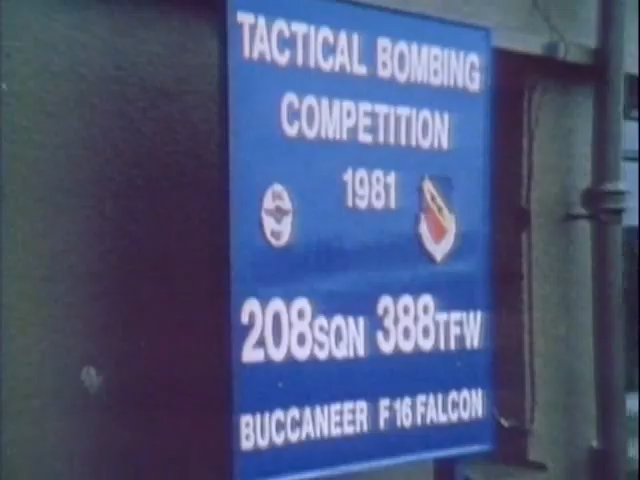 TACTICAL BOMBING
COMPETITION
1981
208SQN 388TFW
BUCCANEER F16 FALCON